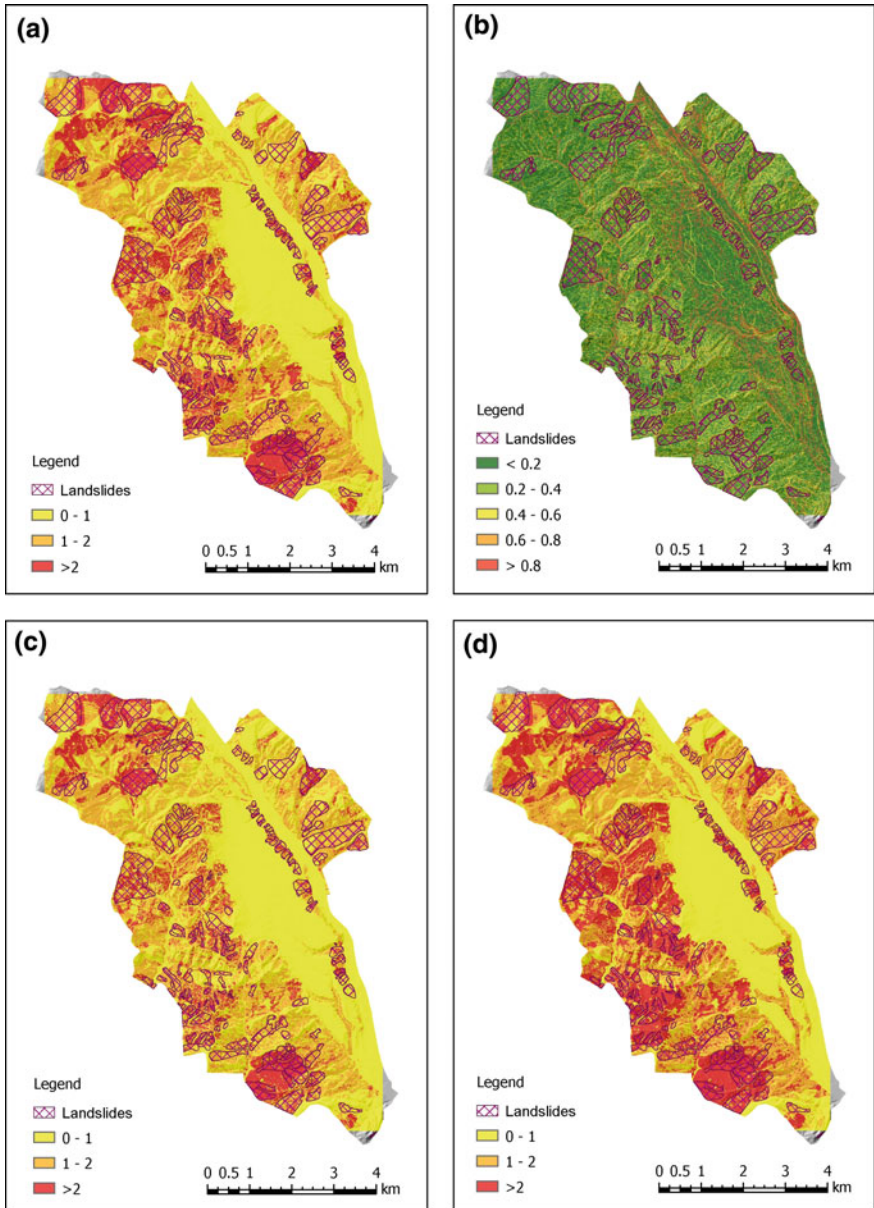 (a)
Legend
Landslides
0 - 1
1 - 2
>2
0 0.5 1 2 3 4
km
(b)
Legend
Landslides
< 0.2
0.2 - 0.4
0.4 - 0.6
0.6 - 0.8
> 0.8
0 0.5 1 2 3 4
km
(c)
Legend
Landslides
0 - 1
1 - 2
>2
0 0.5 1 2 3 4
km
(d)
Legend
Landslides
0 - 1
1 - 2
>2
0 0.5 1 2 3 4
km